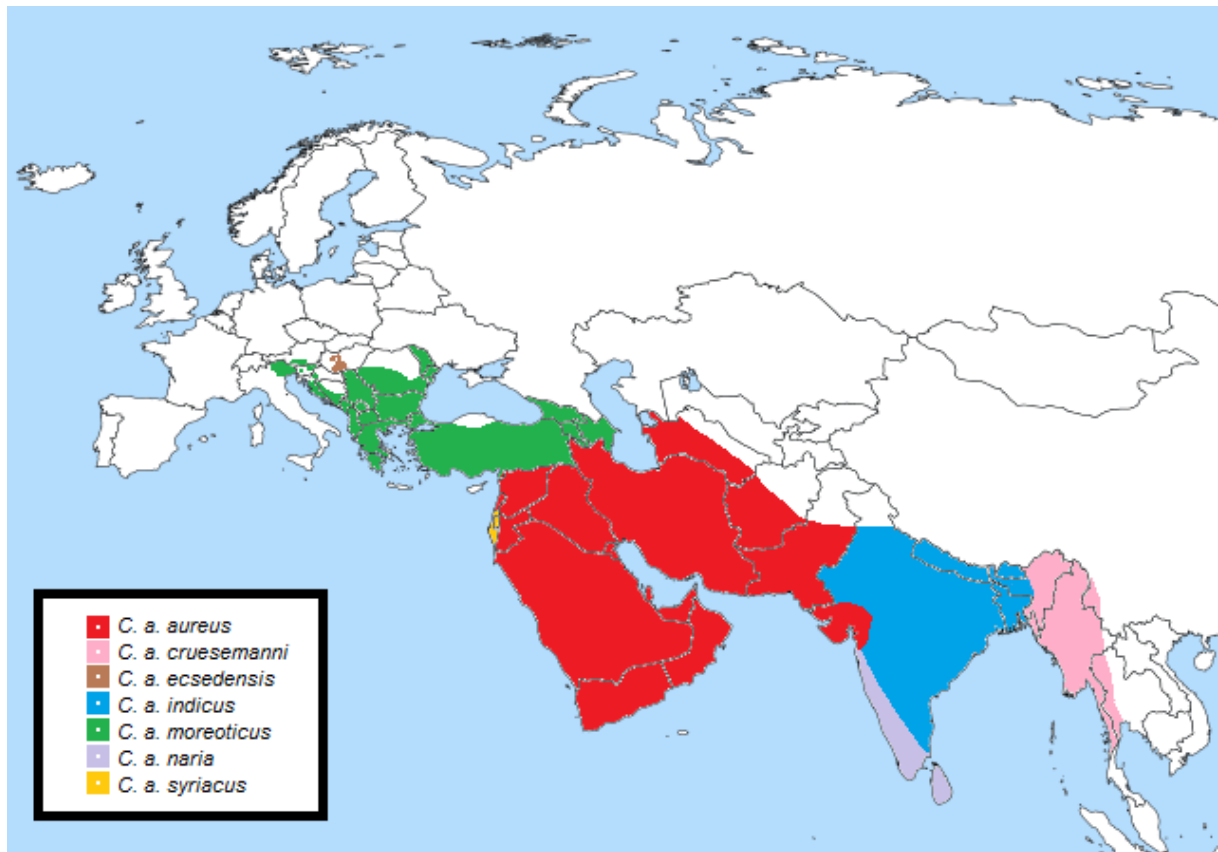 C. a. aureus
C. a. cruesemanni
C. a. ecsedensis
C. a. indicus
C. a. moreoticus
C. a. naria
C. a. syriacus